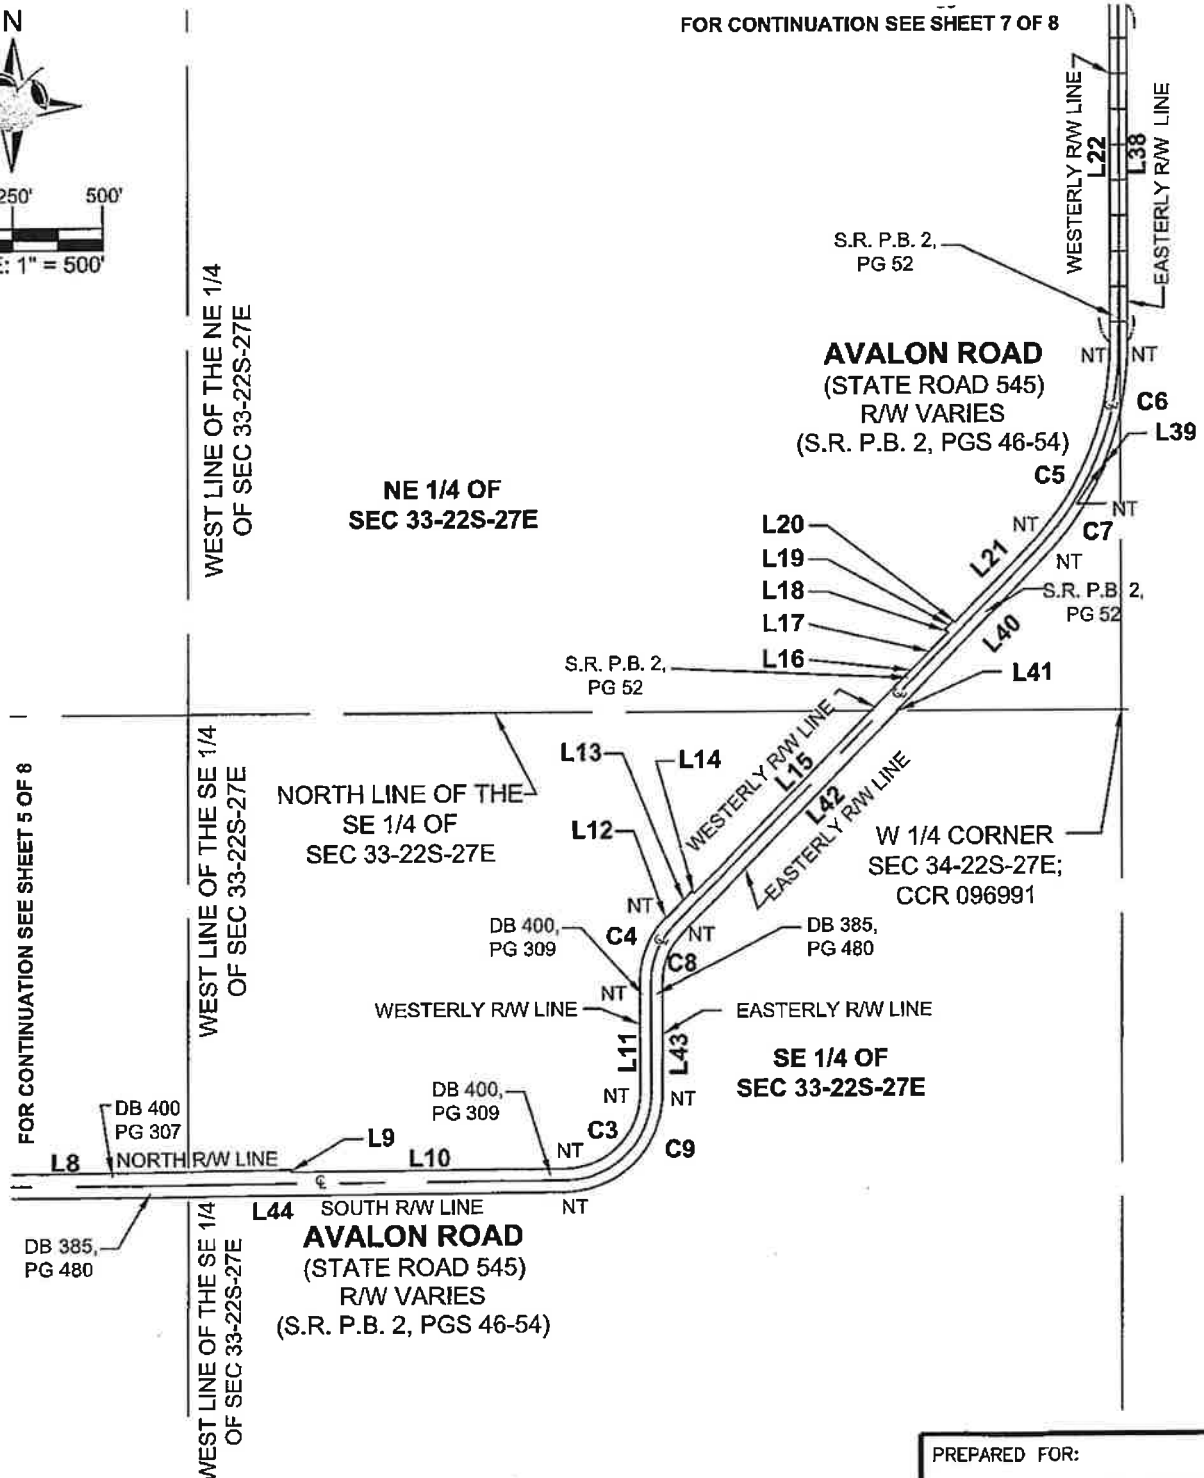 N
250' 500'
E: 1" = 500'
FOR CONTINUATION SEE SHEET 7 OF 8
WESTERLY R/W LINE
L22
L38
EASTERLY R/W LINE
S.R. P.B. 2,
PG 52
WEST LINE OF THE NE 1/4
OF SEC 33-22S-27E
AVALON ROAD
(STATE ROAD 545)
R/W VARIES
(S.R. P.B. 2, PGS 46-54)
NT
NT
C6
L39
C5
NE 1/4 OF
SEC 33-22S-27E
NT
NT
C7
L20
L19
L18
L17
L16
L21
NT
S.R. P.B. 2,
PG 52
L40
S.R. P.B. 2,
PG 52
L41
FOR CONTINUATION SEE SHEET 5 OF 8
WEST LINE OF THE SE 1/4
OF SEC 33-22S-27E
NORTH LINE OF THE
SE 1/4 OF
SEC 33-22S-27E
L13
L14
L12
WESTERLY R/W LINE
L15
L42
EASTERLY R/W LINE
W 1/4 CORNER
SEC 34-22S-27E;
CCR 096991
NT
DB 400,
PG 309
C4
NT
C8
DB 385,
PG 480
NT
WESTERLY R/W LINE
EASTERLY R/W LINE
L11
L43
SE 1/4 OF
SEC 33-22S-27E
DB 400,
PG 309
NT
NT
DB 400
PG 307
C3
C9
NT
L8
NORTH R/W LINE
L9
L10
L44
SOUTH R/W LINE
NT
DB 385,
PG 480
AVALON ROAD
(STATE ROAD 545)
R/W VARIES
(S.R. P.B. 2, PGS 46-54)
WEST LINE OF THE SE 1/4
OF SEC 33-22S-27E
PREPARED FOR: